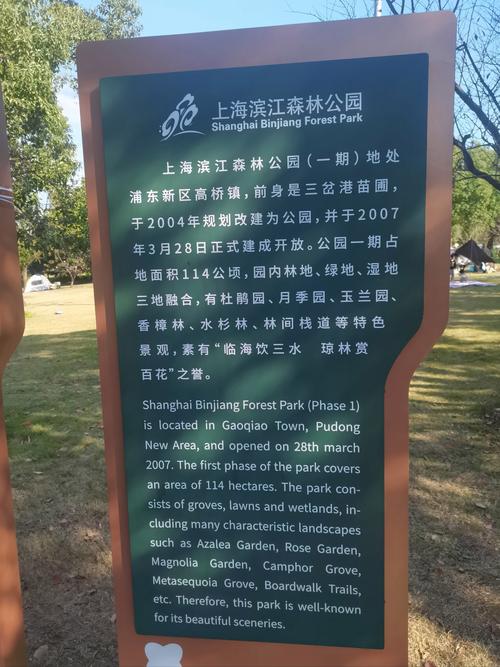 上海滨江森林公园
Shanghai Binjiang Forest Park
上海滨江森林公园（一期）地处
浦东新区高桥镇，前身是三岔港苗圃，
于2004年规划改建为公园，并于2007
年3月28日正式建成开放。公园一期占
地面积114公顷，园内林地、绿地、湿地
三地融合，有杜鹃园、月季园、玉兰园、
香樟林、水杉林、林间栈道等特色
景观，素有“临海饮三水　琼林赏
百花”之誉。
Shanghai Binjiang Forest Park (Phase 1)
is located in Gaoqiao Town, Pudong
New Area, and opened on 28th march
2007. The first phase of the park covers
an area of 114 hectares. The park con-
sists of groves, lawns and wetlands, in-
cluding many characteristic landscapes
such as Azalea Garden, Rose Garden,
Magnolia Garden, Camphor Grove,
Metasequoia Grove, Boardwalk Trails,
etc. Therefore, this park is well-known
for its beautiful sceneries.